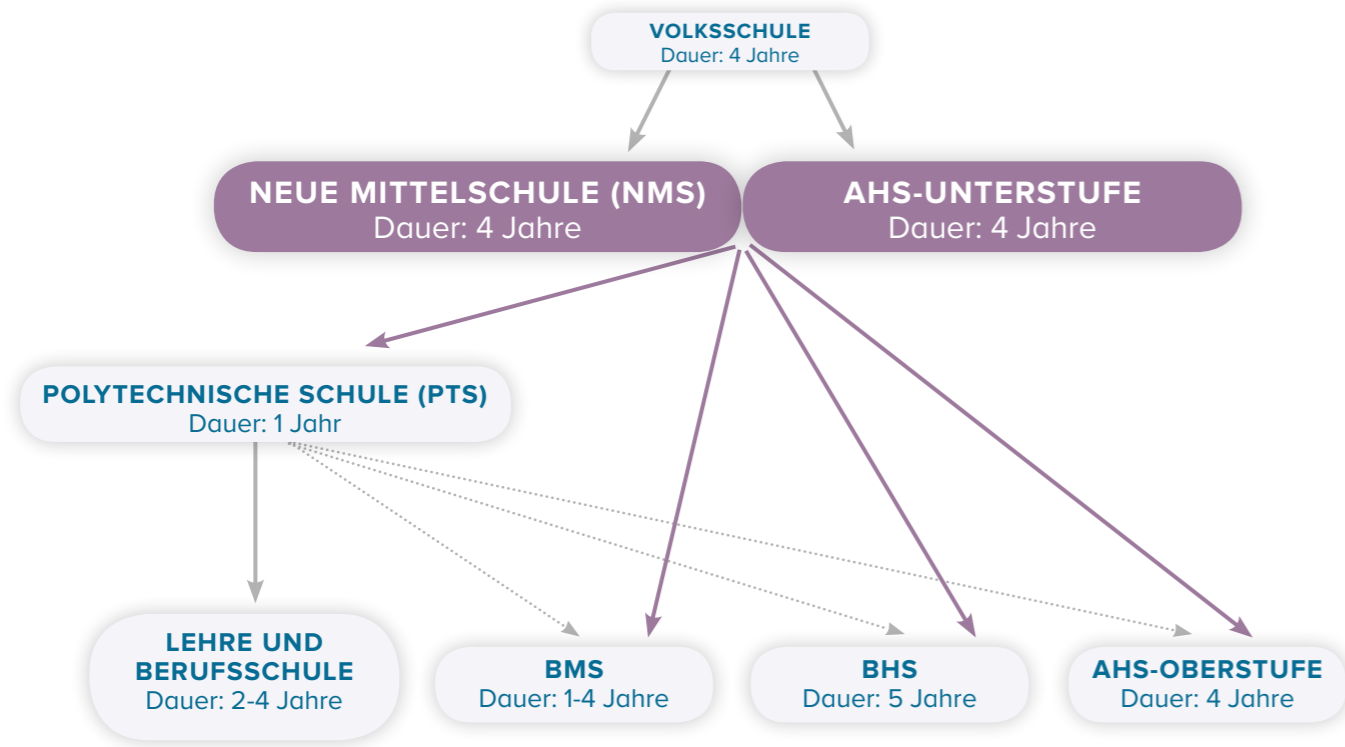 VOLKSSCHULE
Dauer: 4 Jahre
NEUE MITTELSCHULE (NMS)
Dauer: 4 Jahre
AHS-UNTERSTUFE
Dauer: 4 Jahre
POLYTECHNISCHE SCHULE (PTS)
Dauer: 1 Jahr
LEHRE UND
BERUFSSCHULE
Dauer: 2-4 Jahre
BMS
Dauer: 1-4 Jahre
BHS
Dauer: 5 Jahre
AHS-OBERSTUFE
Dauer: 4 Jahre